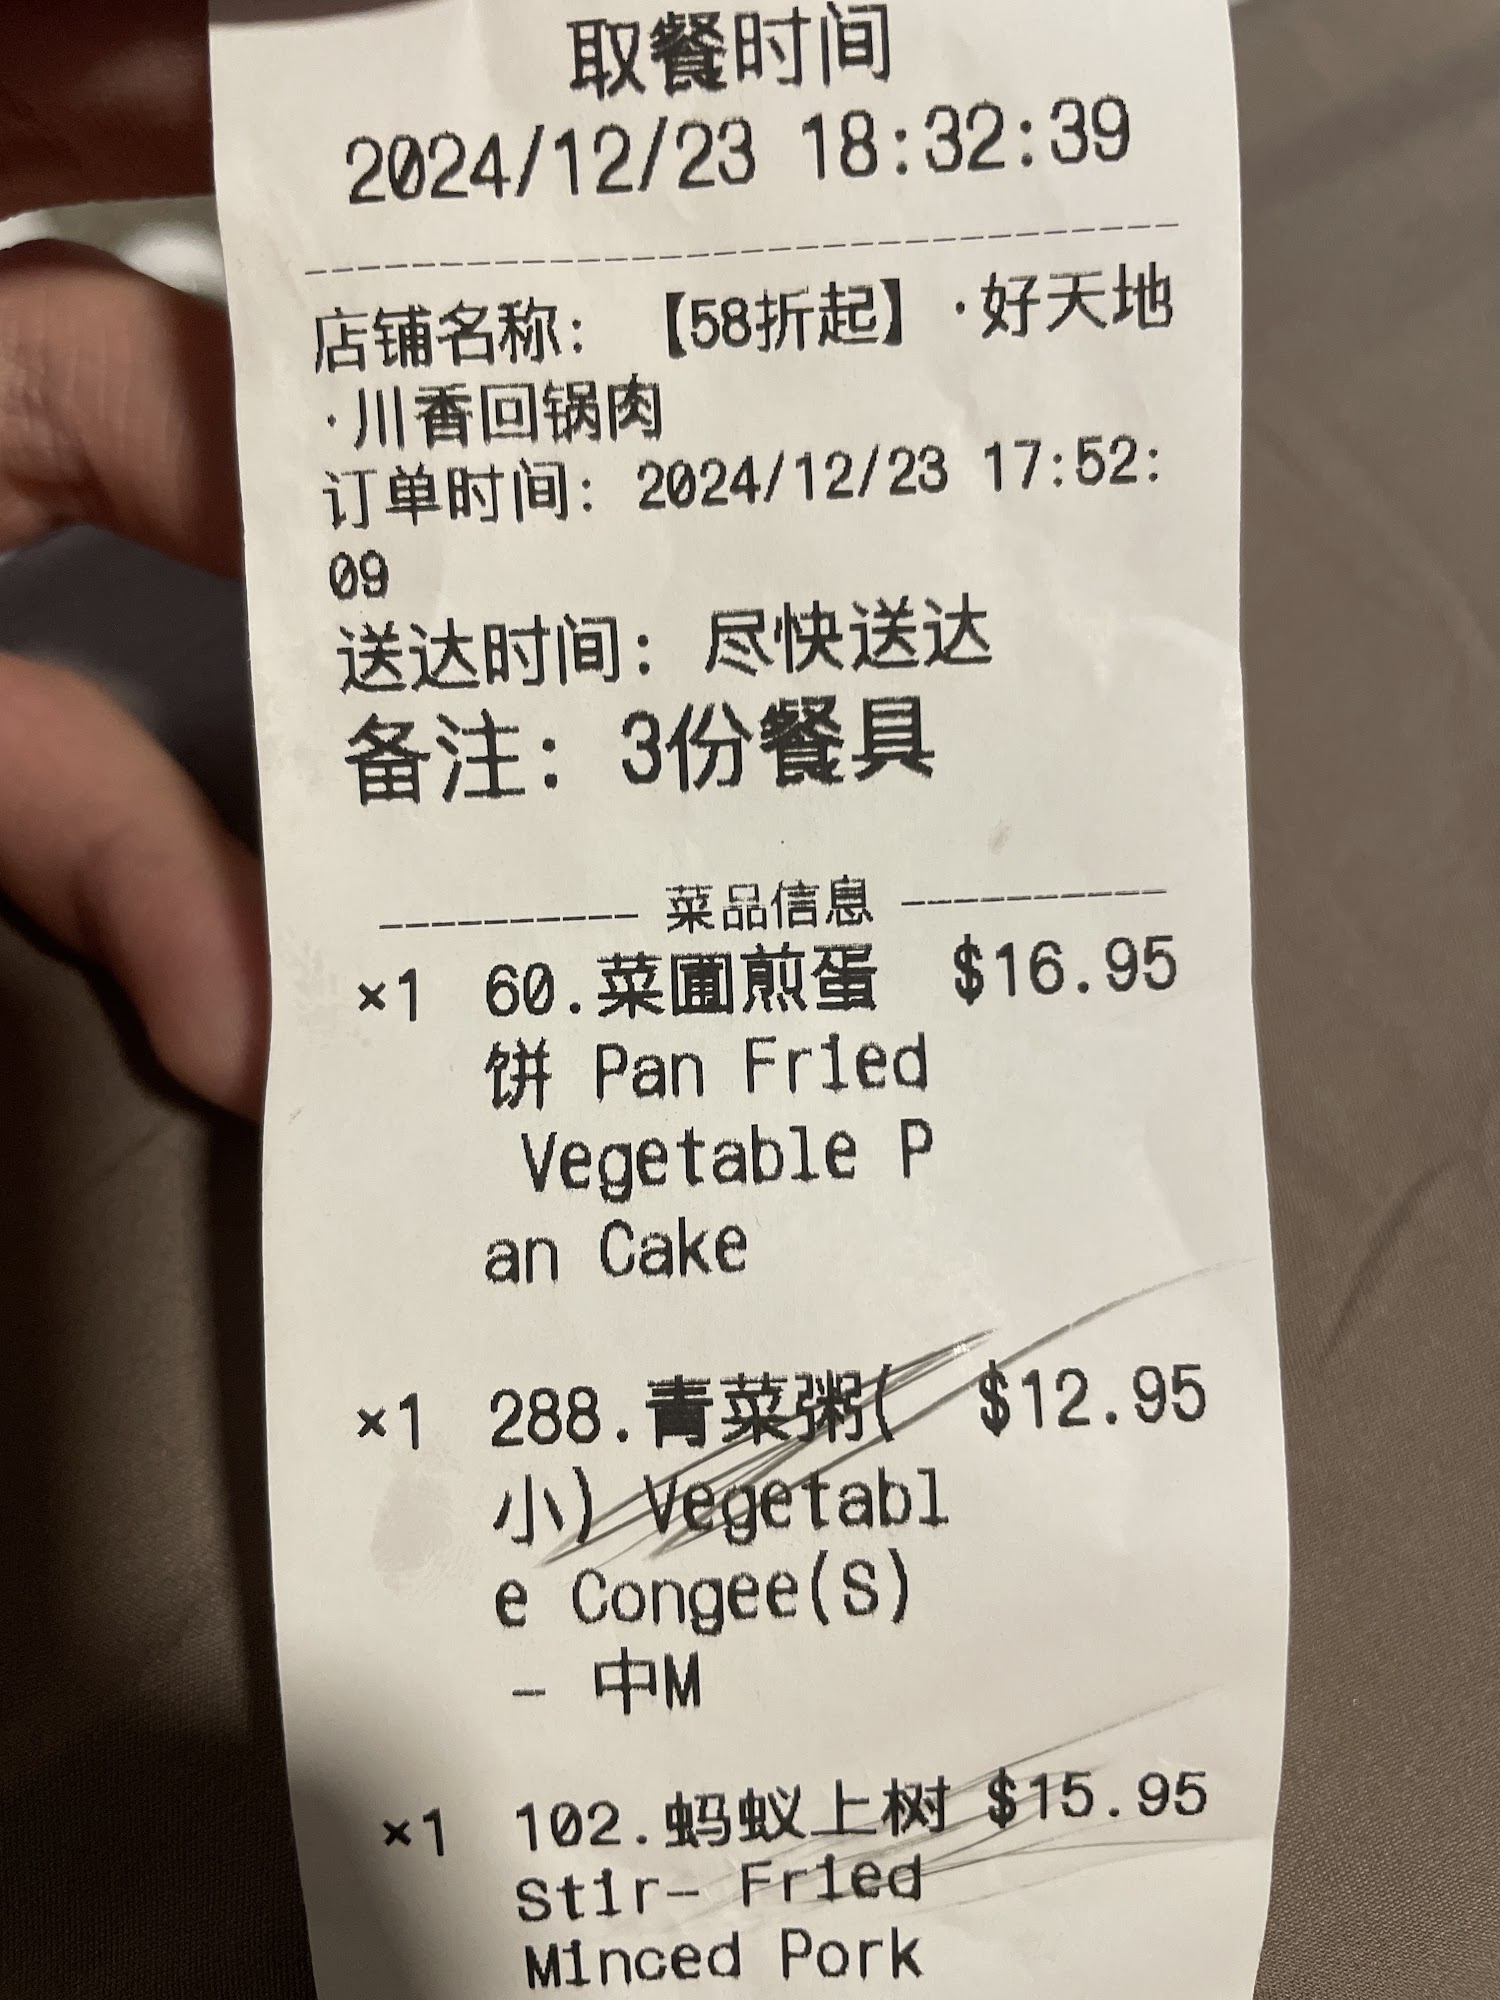 取餐时间
2024/12/23 18:32:39
店铺名称: 【58折起】 ·好天地
·川香回锅肉
订单时间: 2024/12/23 17:52:
09
送达时间: 尽快送达
备注: 3份餐具
---------- 菜品信息 ----------
×1 60.菜圃煎蛋 $16.95
饼 Pan Fried
Vegetable P
an Cake
×1 288.青菜粥( $12.95
小) Vegetabl
e Congee(S)
- 中M
×1 102.蚂蚁上树 $15.95
Stir- Fried
Minced Pork